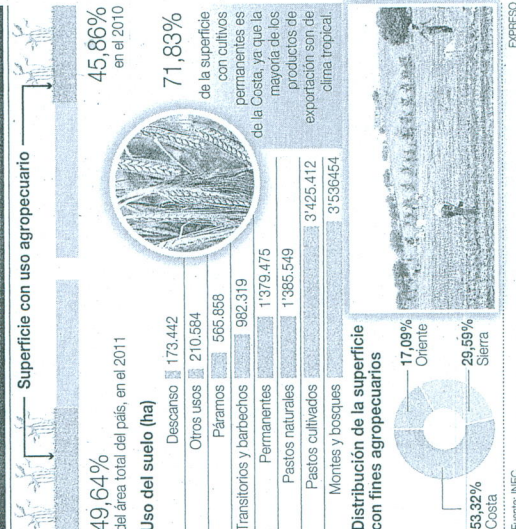 Superficie con uso agropecuario
49,64%
del área total del país, en el 2011
45,86%
en el 2010
Uso del suelo (ha)
Descanso 173.442
Otros usos 210.584
Páramos 565.858
Transitorios y barbechos 982.319
Permanentes 1'379.475
Pastos naturales 1'385.549
Pastos cultivados 3'425.412
Montes y bosques 3'536454
71,83%
de la superficie
con cultivos
permanentes es
de la Costa, ya que la
mayoría de los
productos de
exportación son de
clima tropical.
Distribución de la superficie
con fines agropecuarios
17,09%
Oriente
29,59%
Sierra
53,32%
Costa
Fuente: INEC
EXPRESO